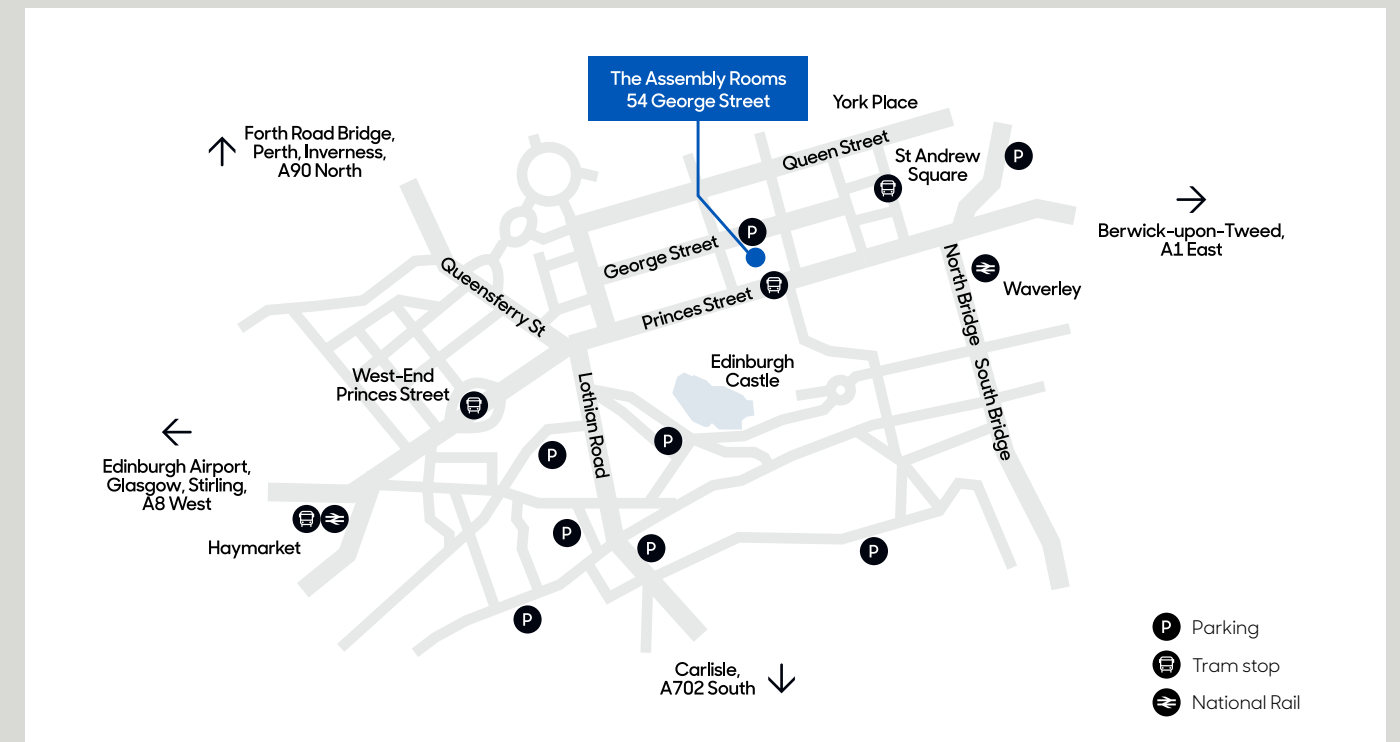 The Assembly Rooms
54 George Street
York Place
Forth Road Bridge,
Perth, Inverness,
A90 North
Queen Street
St Andrew
Square
P
Berwick-upon-Tweed,
A1 East
P
George Street
Queensferry St
Princes Street
North Bridge
Waverley
Edinburgh
Castle
West-End
Princes Street
Lothian Road
South Bridge
P
P
Edinburgh Airport,
Glasgow, Stirling,
A8 West
Haymarket
P
P
P
P
Carlisle,
A702 South
P Parking
Tram stop
National Rail